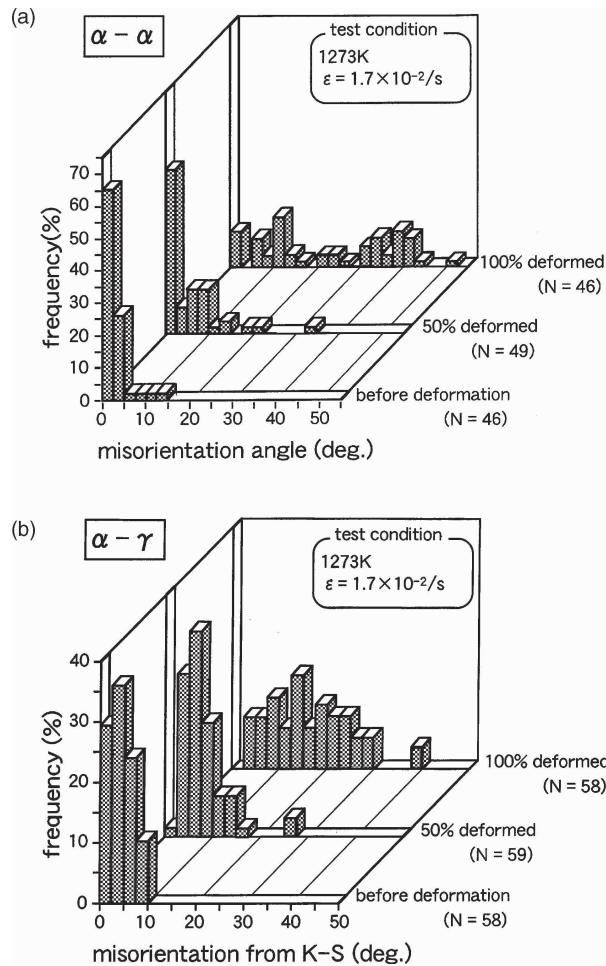 (a)
α – α
test condition
1273K
ε = 1.7×10⁻²/s
70
60
50
40
30
20
10
0
frequency(%)
100% deformed
(N = 46)
50% deformed
(N = 49)
before deformation
(N = 46)
0 10 20 30 40 50
misorientation angle (deg.)
(b)
α – γ
test condition
1273K
ε = 1.7×10⁻²/s
40
30
20
10
0
frequency (%)
100% deformed
(N = 58)
50% deformed
(N = 59)
before deformation
(N = 58)
0 10 20 30 40 50
misorientation from K–S (deg.)